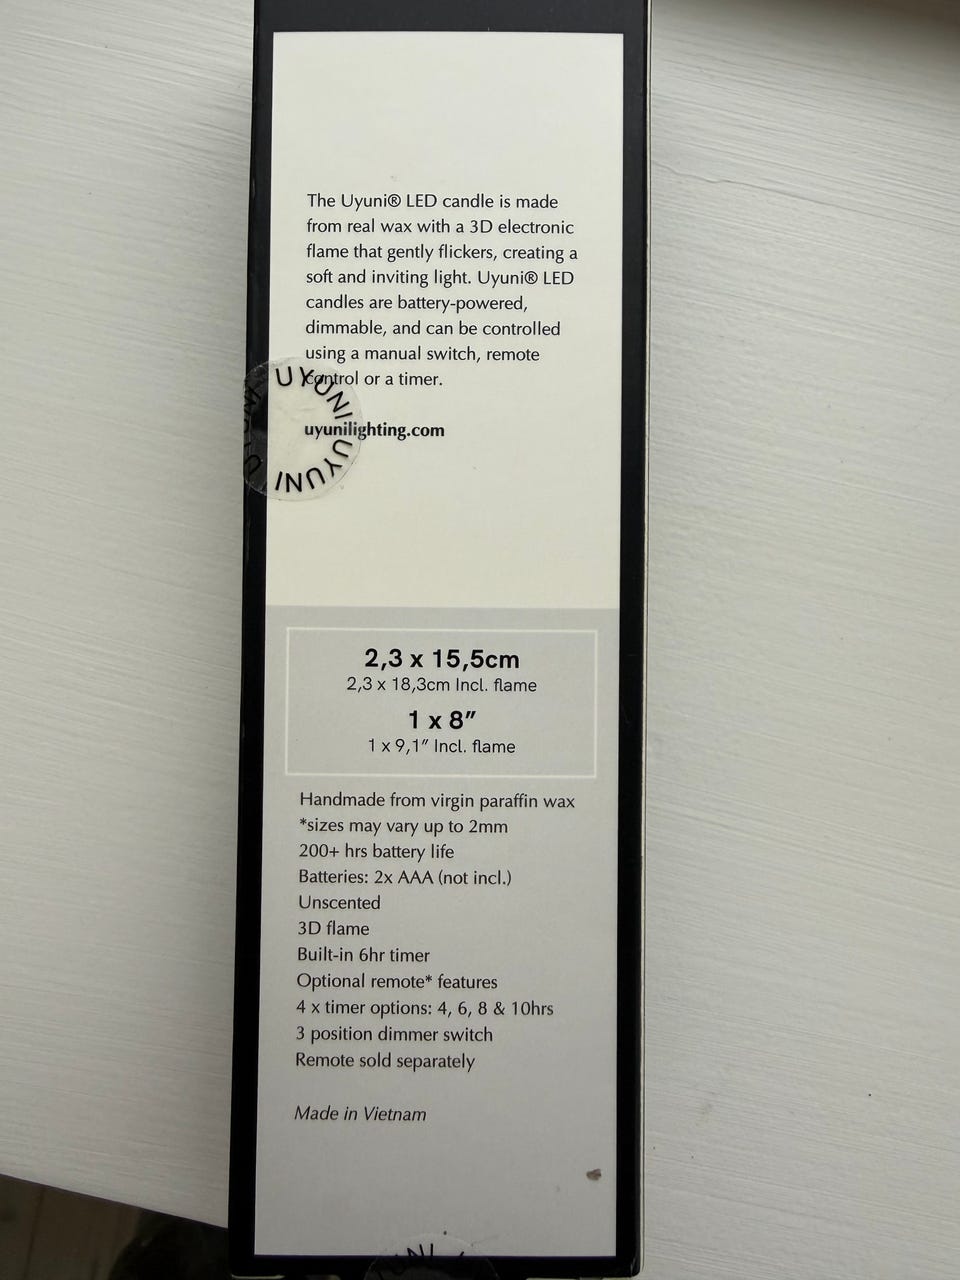 The Uyuni® LED candle is made
from real wax with a 3D electronic
flame that gently flickers, creating a
soft and inviting light. Uyuni® LED
candles are battery-powered,
dimmable, and can be controlled
using a manual switch, remote
control or a timer.
UYUNI UYUNI UYUNI
uyunilighting.com
2,3 x 15,5cm
2,3 x 18,3cm Incl. flame
1 x 8”
1 x 9,1” Incl. flame
Handmade from virgin paraffin wax
*sizes may vary up to 2mm
200+ hrs battery life
Batteries: 2x AAA (not incl.)
Unscented
3D flame
Built-in 6hr timer
Optional remote* features
4 x timer options: 4, 6, 8 & 10hrs
3 position dimmer switch
Remote sold separately
Made in Vietnam